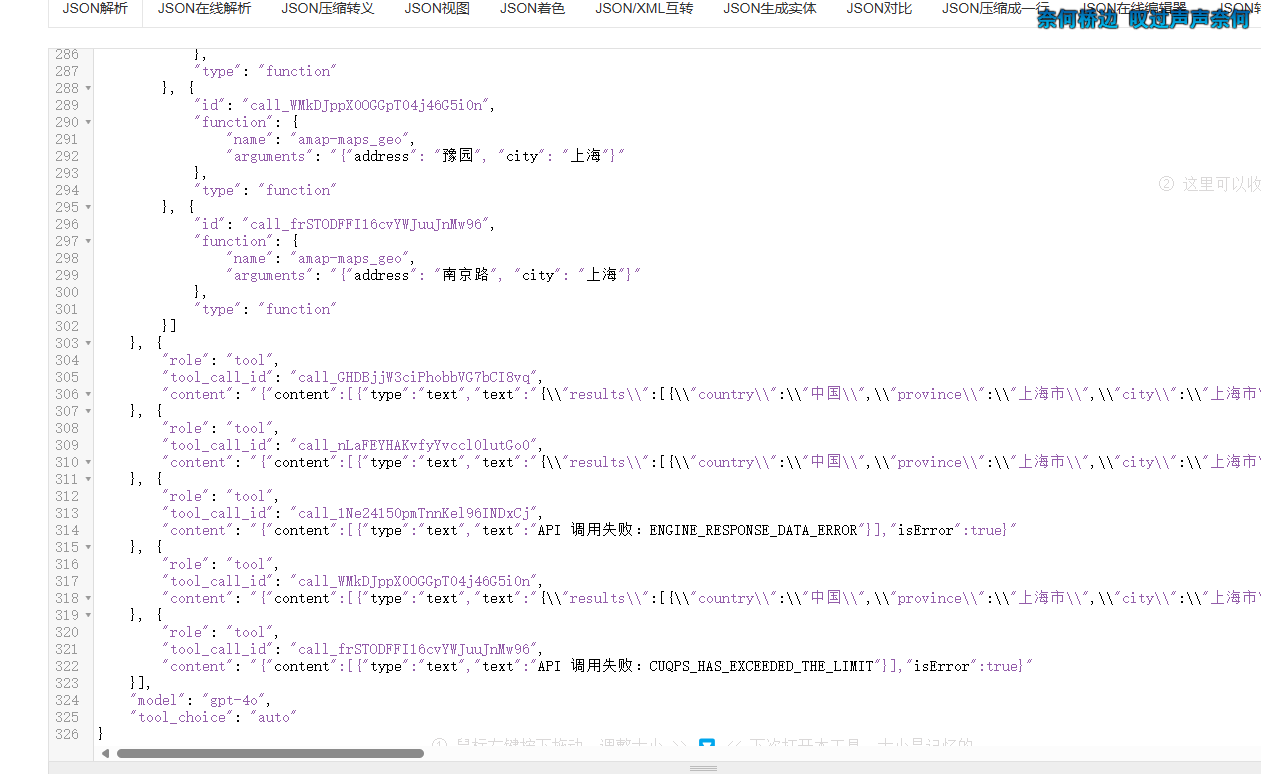 JSON解析 JSON在线解析 JSON压缩转义 JSON视图 JSON着色 JSON/XML互转 JSON生成实体 JSON对比 JSON压缩成一行 JSON在线编辑器
奈何桥边 叹过声声奈何
286 },
287 "type": "function"
288 }, {
289 "id": "call_WMkDJppX0OGGpT04j46G5i0n",
290 "function": {
291 "name": "amap-maps_geo",
292 "arguments": "{"address": "豫园", "city": "上海"}"
293 },
294 "type": "function"
② 这里可以收
295 }, {
296 "id": "call_frSTODFFI16cvYWJuuJnMw96",
297 "function": {
298 "name": "amap-maps_geo",
299 "arguments": "{"address": "南京路", "city": "上海"}"
300 },
301 "type": "function"
302 }]
303 }, {
304 "role": "tool",
305 "tool_call_id": "call_GHDBjjW3ciPhobbVG7bCI8vq",
306 "content": "{"content":[{"type":"text","text":"{\\"results\\":[{\\"country\\":\\"中国\\",\\"province\\":\\"上海市\\",\\"city\\":\\"上海市\
307 }, {
308 "role": "tool",
309 "tool_call_id": "call_nLaFEYHAKvfyYvccl0lutGoO",
310 "content": "{"content":[{"type":"text","text":"{\\"results\\":[{\\"country\\":\\"中国\\",\\"province\\":\\"上海市\\",\\"city\\":\\"上海市\
311 }, {
312 "role": "tool",
313 "tool_call_id": "call_1Ne24150pmTnnKel96INDxCj",
314 "content": "{"content":[{"type":"text","text":"API 调用失败：ENGINE_RESPONSE_DATA_ERROR"}],"isError":true}"
315 }, {
316 "role": "tool",
317 "tool_call_id": "call_WMkDJppX0OGGpT04j46G5i0n",
318 "content": "{"content":[{"type":"text","text":"{\\"results\\":[{\\"country\\":\\"中国\\",\\"province\\":\\"上海市\\",\\"city\\":\\"上海市\
319 }, {
320 "role": "tool",
321 "tool_call_id": "call_frSTODFFI16cvYWJuuJnMw96",
322 "content": "{"content":[{"type":"text","text":"API 调用失败：CUQPS_HAS_EXCEEDED_THE_LIMIT"}],"isError":true}"
323 }],
324 "model": "gpt-4o",
325 "tool_choice": "auto"
326 }
① 鼠标左键按下拖动，调整大小 >> << 下次打开本工具，大小是记忆的